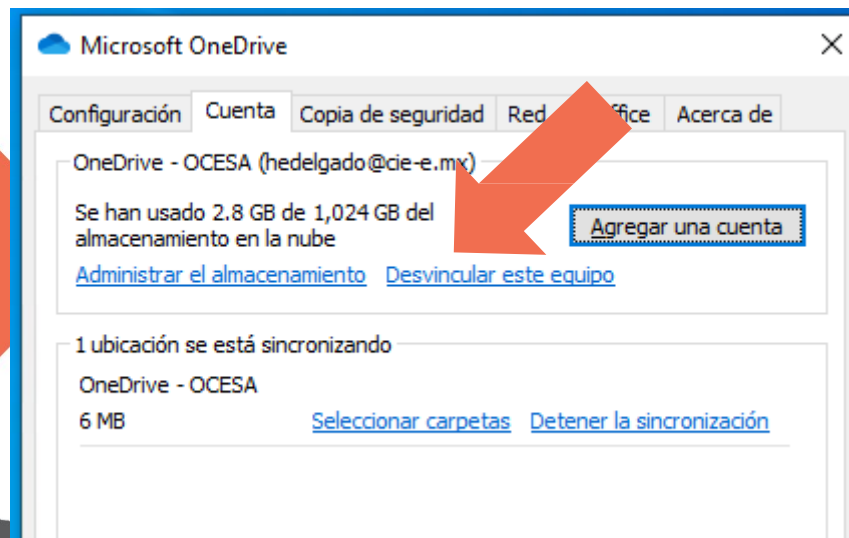 Microsoft OneDrive
Configuración Cuenta Copia de seguridad Red Acerca de
OneDrive - OCESA (hedelgado@cie-e.mx)
Se han usado 2.8 GB de 1,024 GB del
almacenamiento en la nube
Agregar una cuenta
Administrar el almacenamiento Desvincular este equipo
1 ubicación se está sincronizando
OneDrive - OCESA
6 MB Seleccionar carpetas Detener la sincronización